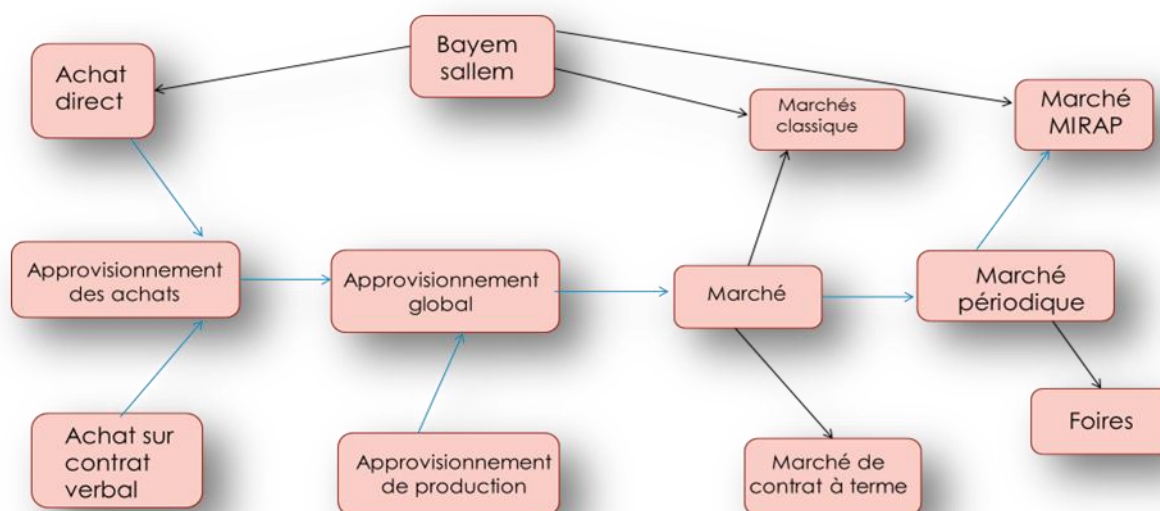 Achat
direct
Bayem
sallem
Marchés
classique
Marché
MIRAP
Approvisionnement
des achats
Approvisionnement
global
Marché
Marché
périodique
Achat sur
contrat
verbal
Approvisionnement
de production
Marché de
contrat à terme
Foires